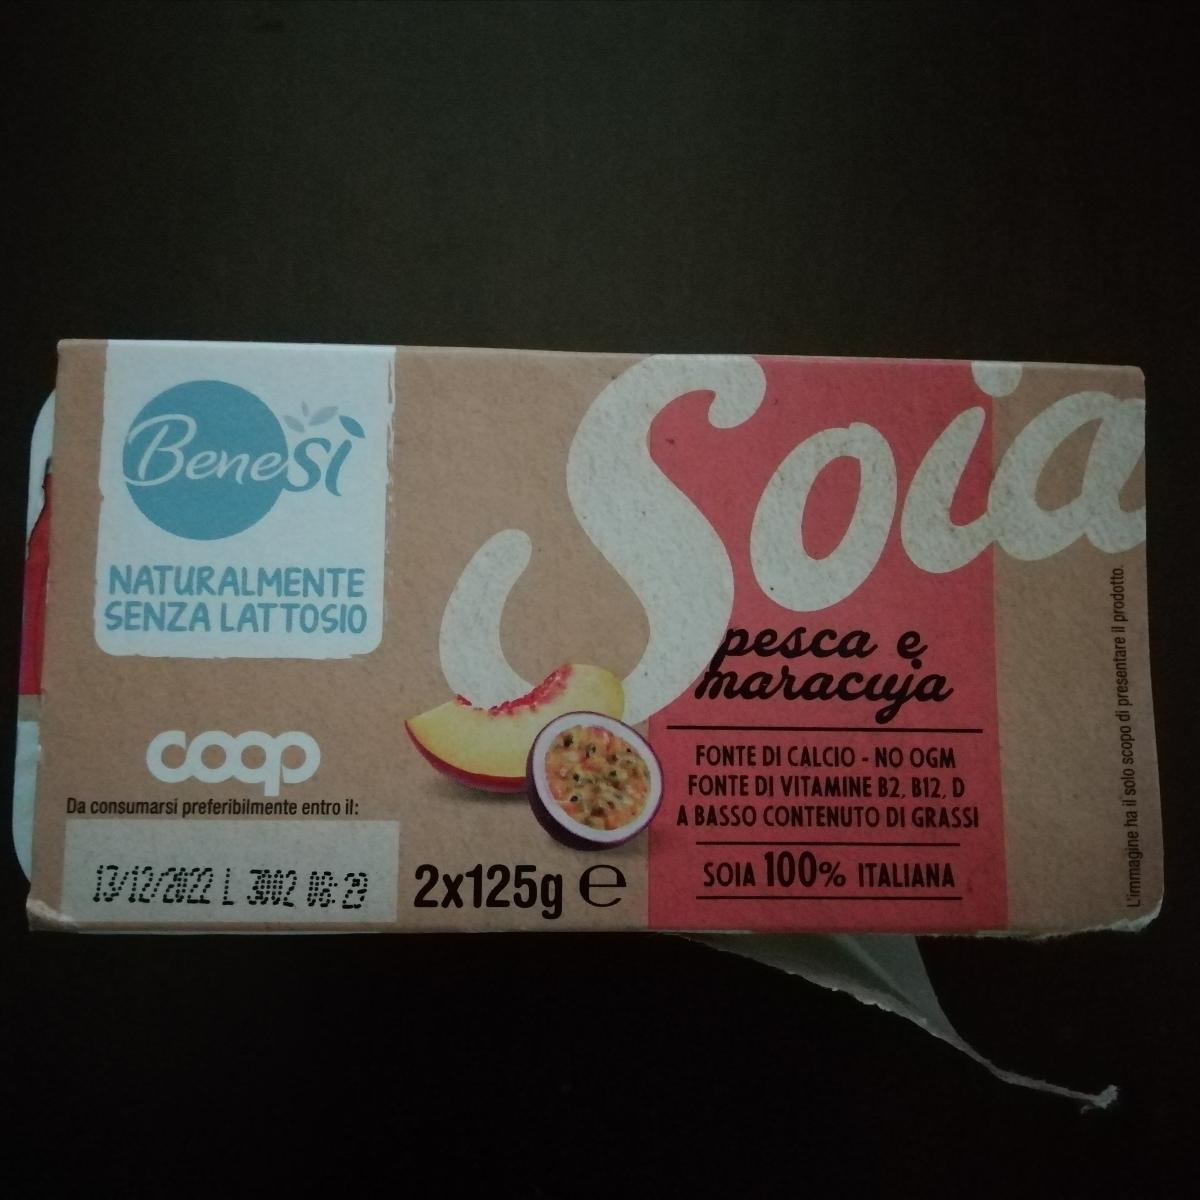 BeneSì
NATURALMENTE
SENZA LATTOSIO
coop
Da consumarsi preferibilmente entro il:
13/12/2022 L 3002 08:29
2x125g ℮
Soia
pesca e
maracuja
FONTE DI CALCIO - NO OGM
FONTE DI VITAMINE B2, B12, D
A BASSO CONTENUTO DI GRASSI
SOIA 100% ITALIANA
L'immagine ha il solo scopo di presentare il prodotto.